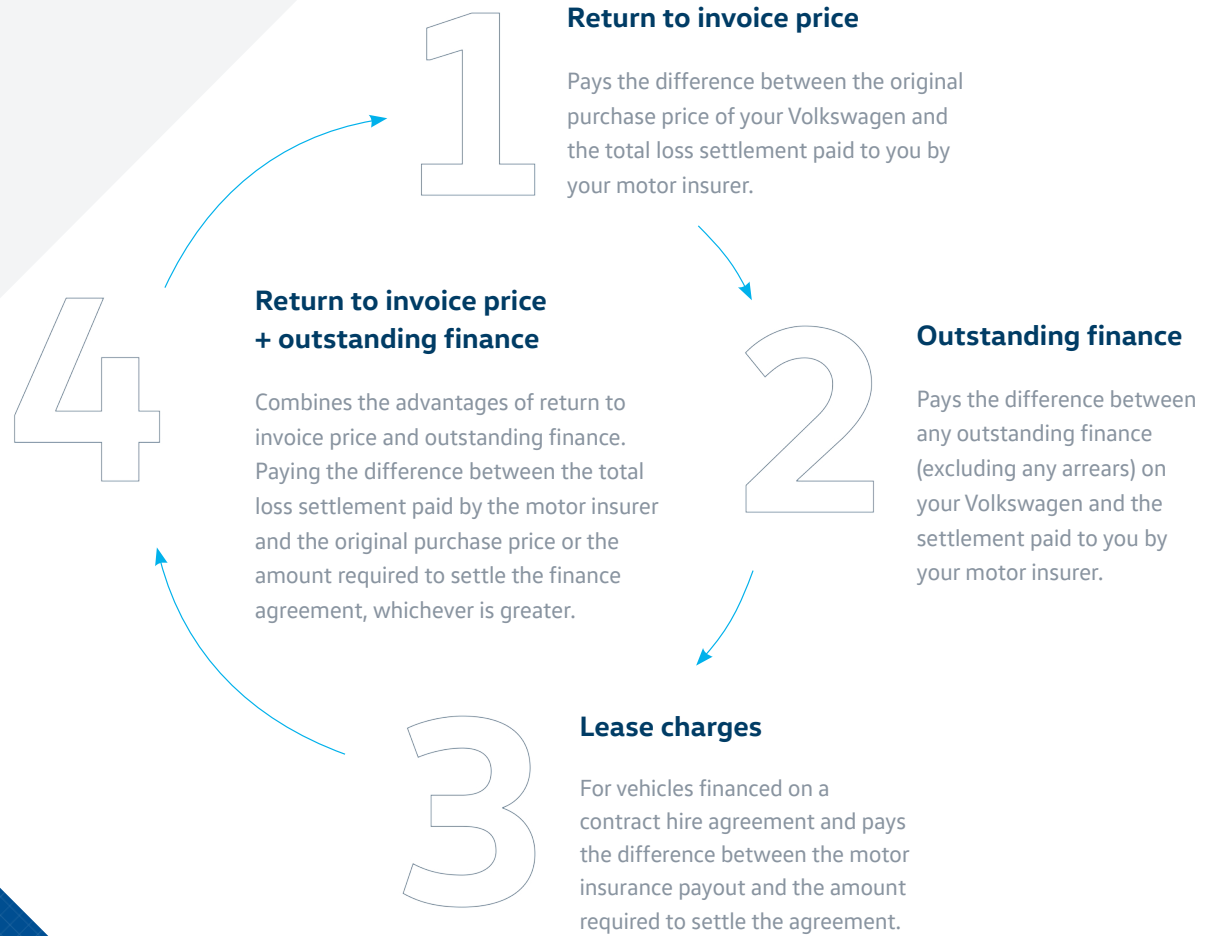 1
Return to invoice price
Pays the difference between the original
purchase price of your Volkswagen and
the total loss settlement paid to you by
your motor insurer.
2
Outstanding finance
Pays the difference between
any outstanding finance
(excluding any arrears) on
your Volkswagen and the
settlement paid to you by
your motor insurer.
3
Lease charges
For vehicles financed on a
contract hire agreement and pays
the difference between the motor
insurance payout and the amount
required to settle the agreement.
4
Return to invoice price
+ outstanding finance
Combines the advantages of return to
invoice price and outstanding finance.
Paying the difference between the total
loss settlement paid by the motor insurer
and the original purchase price or the
amount required to settle the finance
agreement, whichever is greater.